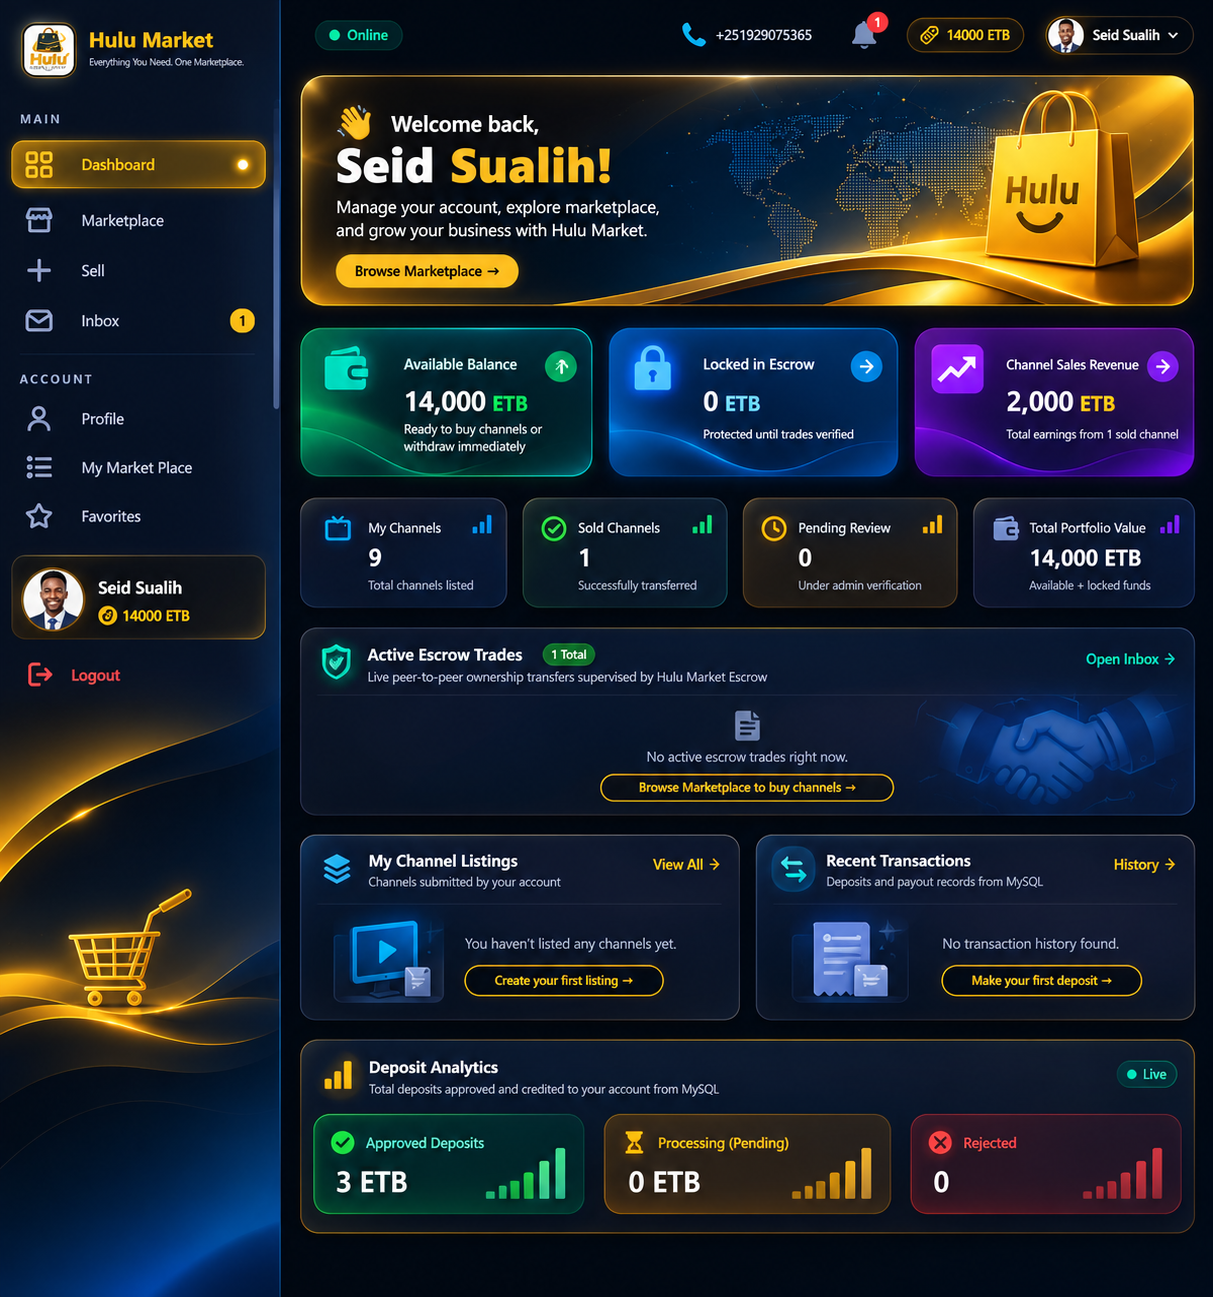 Hulu
Hulu Market
Everything You Need. One Marketplace.
MAIN
Dashboard
Marketplace
Sell
Inbox
1
ACCOUNT
Profile
My Market Place
Favorites
Seid Sualih
14000 ETB
Logout
Online
+251929075365
1
14000 ETB
Seid Sualih
Welcome back,
Seid Sualih!
Manage your account, explore marketplace,
and grow your business with Hulu Market.
Browse Marketplace →
Hulu
Available Balance
14,000 ETB
Ready to buy channels or
withdraw immediately
Locked in Escrow
0 ETB
Protected until trades verified
Channel Sales Revenue
2,000 ETB
Total earnings from 1 sold channel
My Channels
9
Total channels listed
Sold Channels
1
Successfully transferred
Pending Review
0
Under admin verification
Total Portfolio Value
14,000 ETB
Available + locked funds
Active Escrow Trades
1 Total
Live peer-to-peer ownership transfers supervised by Hulu Market Escrow
Open Inbox →
No active escrow trades right now.
Browse Marketplace to buy channels →
My Channel Listings
Channels submitted by your account
View All →
You haven't listed any channels yet.
Create your first listing →
Recent Transactions
Deposits and payout records from MySQL
History →
No transaction history found.
Make your first deposit →
Deposit Analytics
Total deposits approved and credited to your account from MySQL
Live
Approved Deposits
3 ETB
Processing (Pending)
0 ETB
Rejected
0